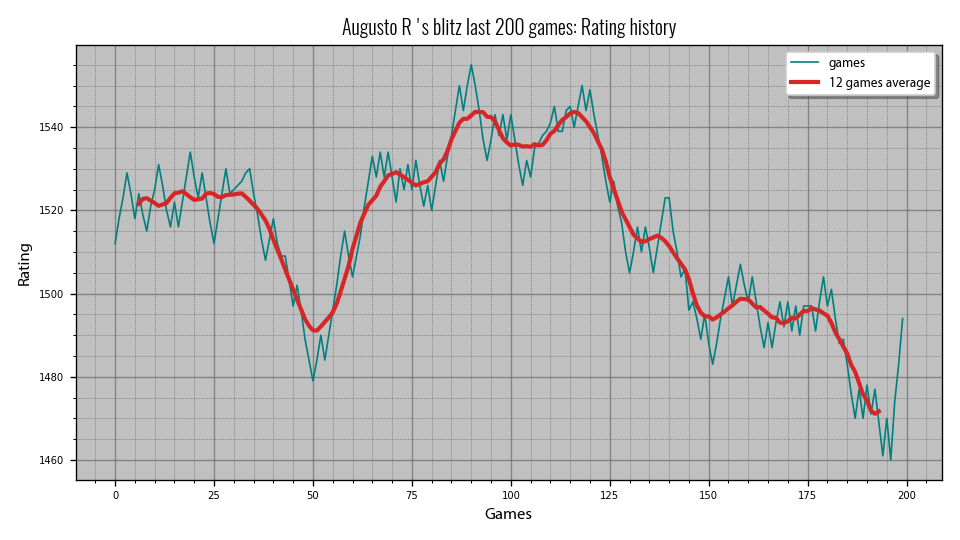 Augusto R 's blitz last 200 games: Rating history
games
12 games average
Rating
1540
1520
1500
1480
1460
0 25 50 75 100 125 150 175 200
Games